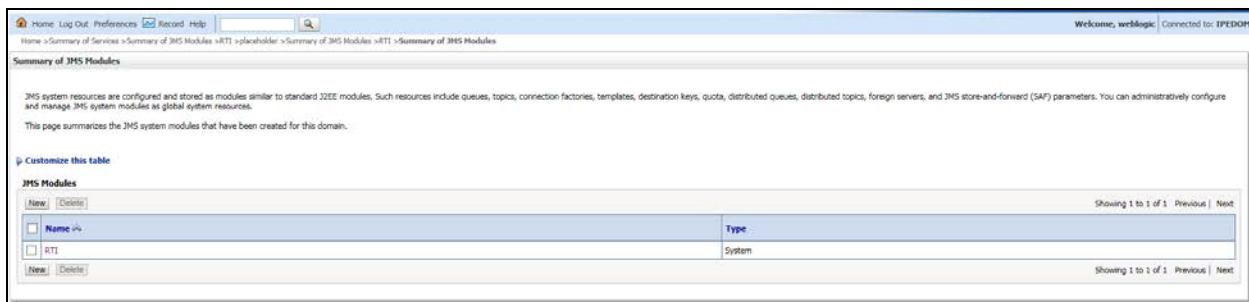 Home Log Out Preferences Record Help
Welcome, weblogic Connected to: IPEDOM
Home >Summary of Services >Summary of JMS Modules >RTI >placeholder >Summary of JMS Modules >RTI >Summary of JMS Modules
Summary of JMS Modules
JMS system resources are configured and stored as modules similar to standard J2EE modules. Such resources include queues, topics, connection factories, templates, destination keys, quota, distributed queues, distributed topics, foreign servers, and JMS store-and-forward (SAF) parameters. You can administratively configure
and manage JMS system modules as global system resources.
This page summarizes the JMS system modules that have been created for this domain.
Customize this table
JMS Modules
New Delete
Showing 1 to 1 of 1 Previous | Next
Name Type
RTI System
New Delete
Showing 1 to 1 of 1 Previous | Next